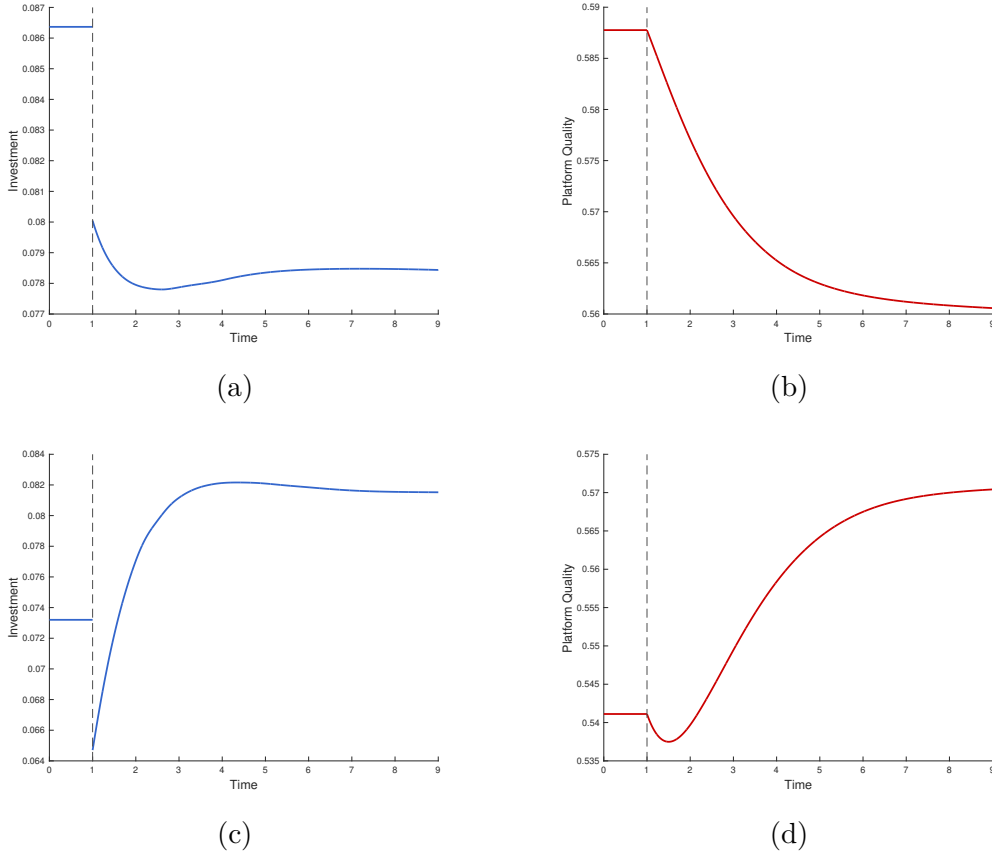 0.087
0.086
0.085
0.084
0.083
0.082
0.081
0.08
0.079
0.078
0.077
Investment
0 1 2 3 4 5 6 7 8 9
Time
(a)
0.59
0.585
0.58
0.575
0.57
0.565
0.56
Platform Quality
0 1 2 3 4 5 6 7 8 9
Time
(b)
0.084
0.082
0.08
0.078
0.076
0.074
0.072
0.07
0.068
0.066
0.064
Investment
0 1 2 3 4 5 6 7 8 9
Time
(c)
0.575
0.57
0.565
0.56
0.555
0.55
0.545
0.54
0.535
Platform Quality
0 1 2 3 4 5 6 7 8 9
Time
(d)